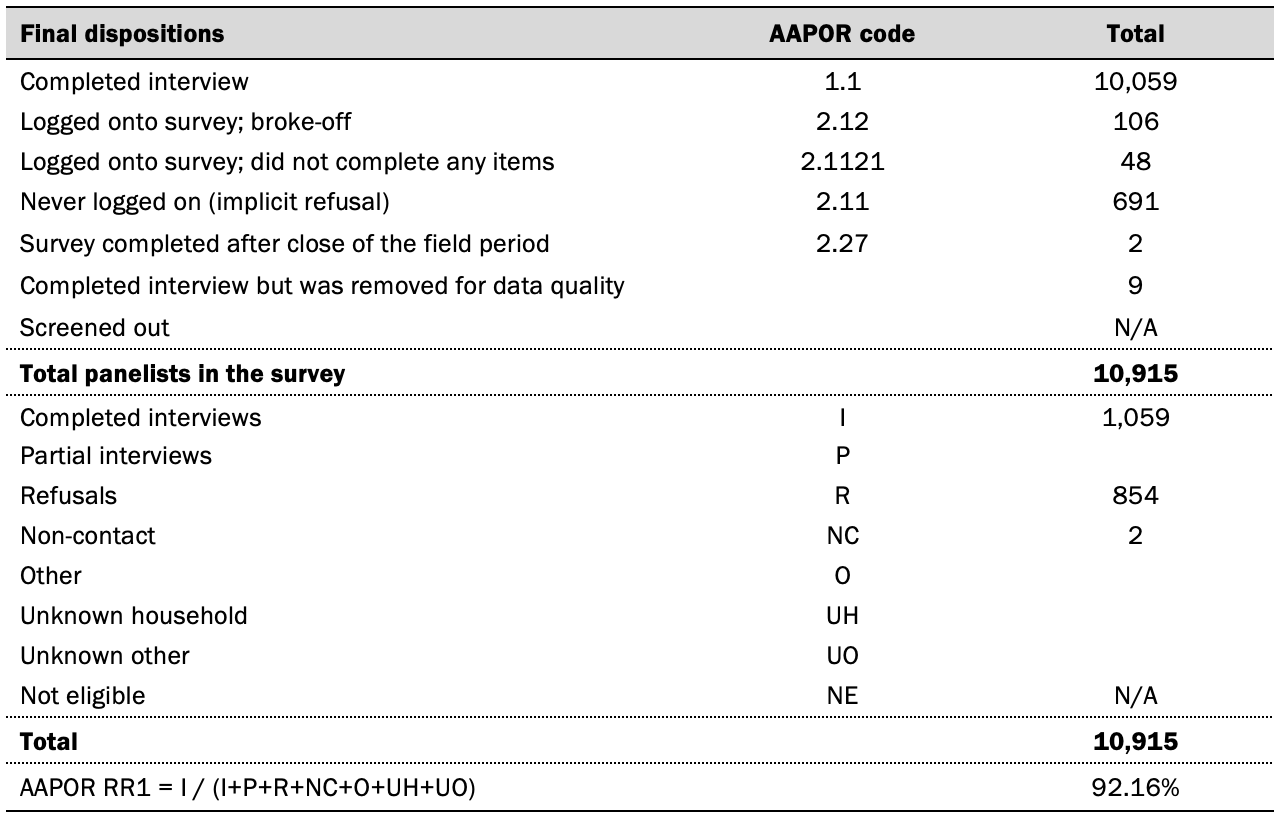 Final dispositions AAPOR code Total
Completed interview 1.1 10,059
Logged onto survey; broke-off 2.12 106
Logged onto survey; did not complete any items 2.1121 48
Never logged on (implicit refusal) 2.11 691
Survey completed after close of the field period 2.27 2
Completed interview but was removed for data quality 9
Screened out N/A
Total panelists in the survey 10,915
Completed interviews I 1,059
Partial interviews P
Refusals R 854
Non-contact NC 2
Other O
Unknown household UH
Unknown other UO
Not eligible NE N/A
Total 10,915
AAPOR RR1 = I / (I+P+R+NC+O+UH+UO) 92.16%